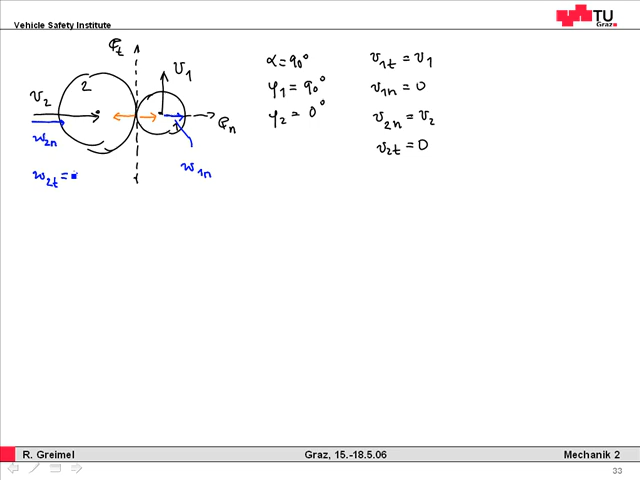 Vehicle Safety Institute
TU
Graz
e_t
v_2
2
v_1
1
e_n
w_2n
w_1n
w_2t =
α = 90°
φ_1 = 90°
φ_2 = 0°
v_1t = v_1
v_1n = 0
v_2n = v_2
v_2t = 0
R. Greimel
Graz, 15.-18.5.06
Mechanik 2
33